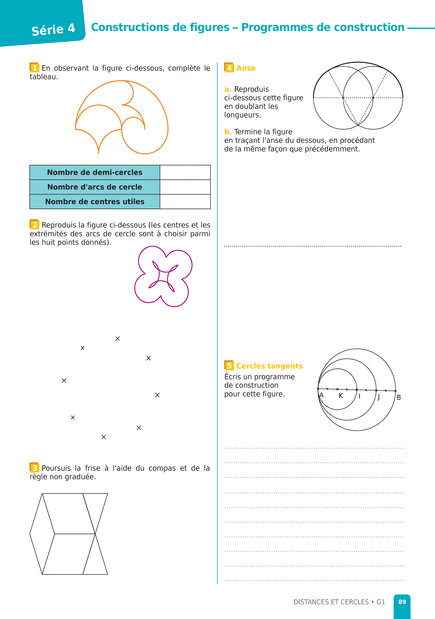 Série 4
Constructions de figures – Programmes de construction
1 En observant la figure ci-dessous, complète le
tableau.
Nombre de demi-cercles
Nombre d'arcs de cercle
Nombre de centres utiles
2 Reproduis la figure ci-dessous (les centres et les
extrémités des arcs de cercle sont à choisir parmi
les huit points donnés).
3 Poursuis la frise à l'aide du compas et de la
règle non graduée.
4 Anse
a. Reproduis
ci-dessous cette figure
en doublant les
longueurs.
b. Termine la figure
en traçant l'anse du dessous, en procédant
de la même façon que précédemment.
5 Cercles tangents
Écris un programme
de construction
pour cette figure.
A K I J B
DISTANCES ET CERCLES • G1
89